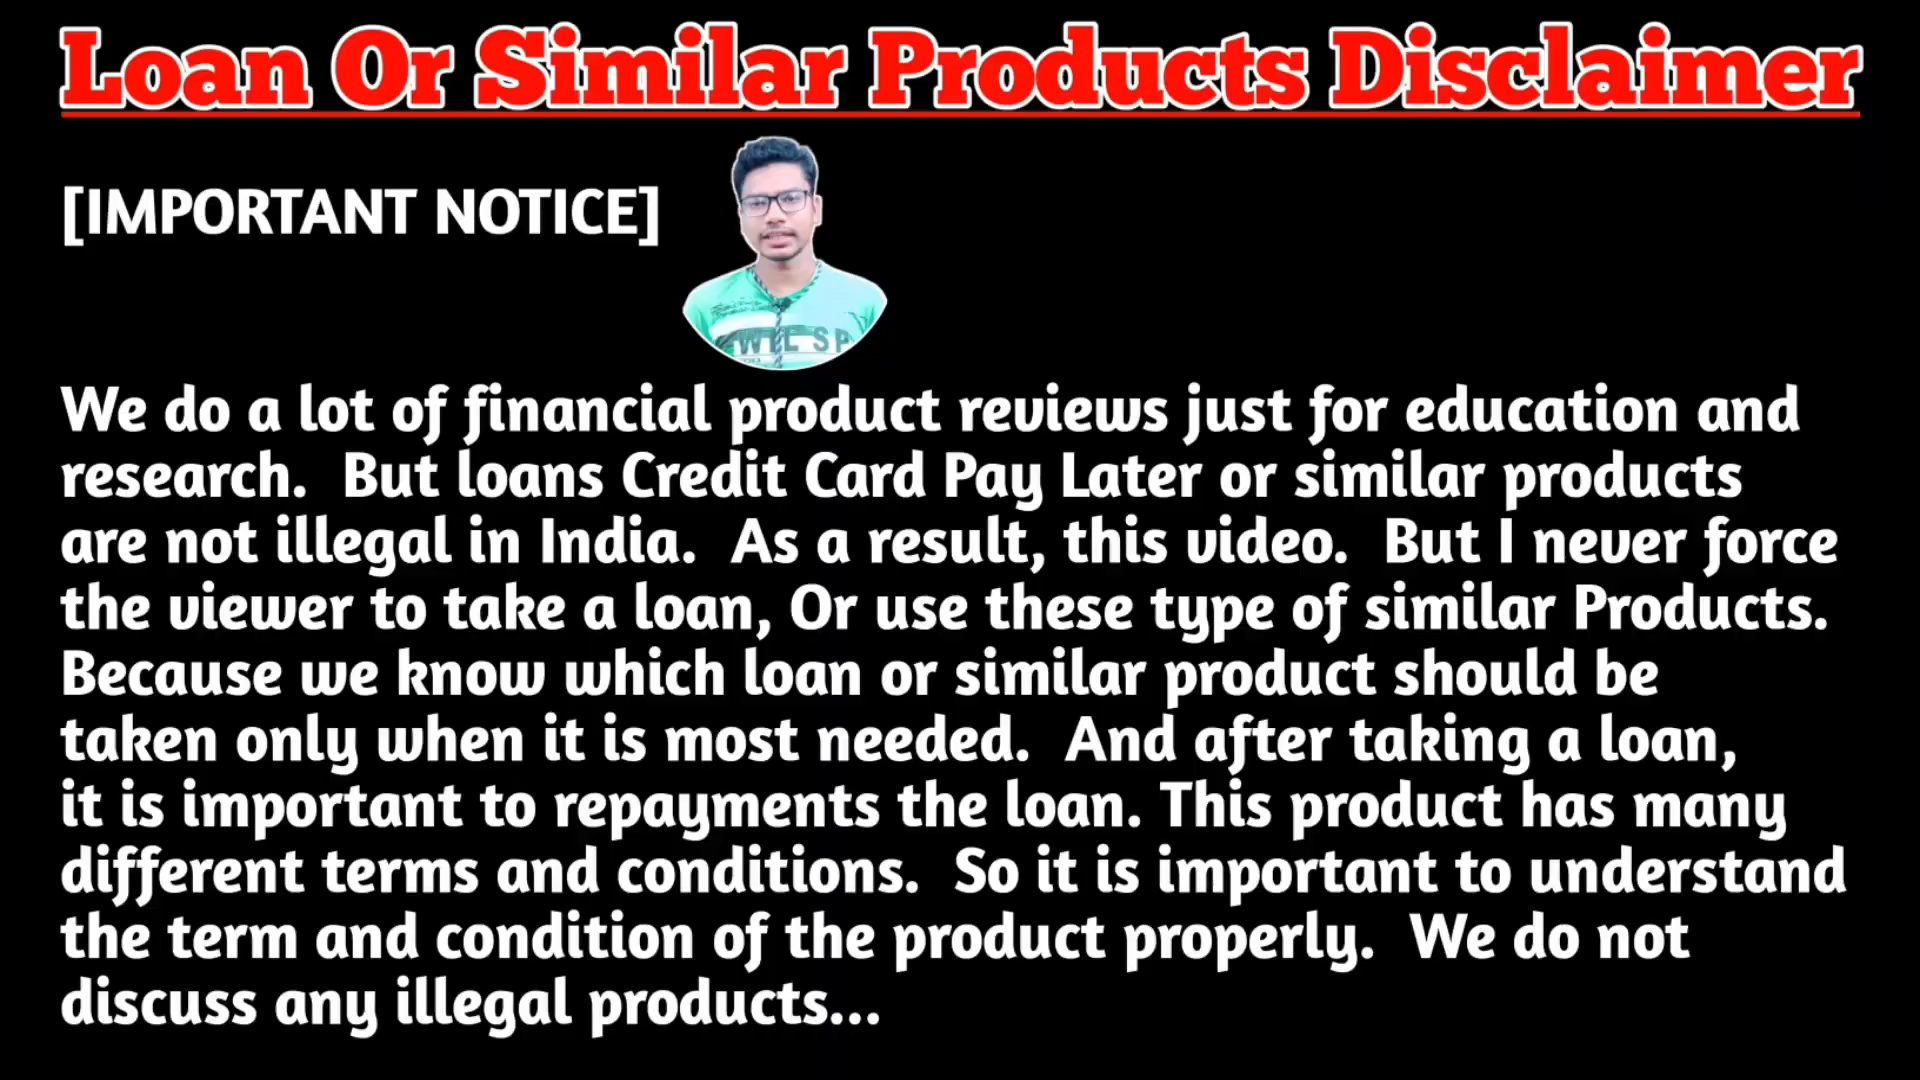 Loan Or Similar Products Disclaimer
[IMPORTANT NOTICE]
We do a lot of financial product reviews just for education and
research. But loans Credit Card Pay Later or similar products
are not illegal in India. As a result, this video. But I never force
the viewer to take a loan, Or use these type of similar Products.
Because we know which loan or similar product should be
taken only when it is most needed. And after taking a loan,
it is important to repayments the loan. This product has many
different terms and conditions. So it is important to understand
the term and condition of the product properly. We do not
discuss any illegal products...